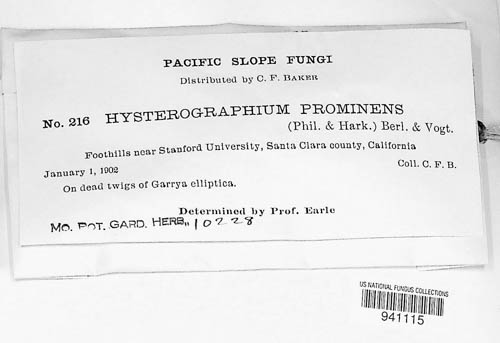 PACIFIC SLOPE FUNGI
Distributed by C. F. BAKER
No. 216 HYSTEROGRAPHIUM PROMINENS
(Phil. & Hark.) Berl. & Vogt.
Foothills near Stanford University, Santa Clara county, California
January 1, 1902 Coll. C. F. B.
On dead twigs of Garrya elliptica.
Determined by Prof. Earle
MO. BOT. GARD. HERB., 10228
US NATIONAL FUNGUS COLLECTIONS
941115